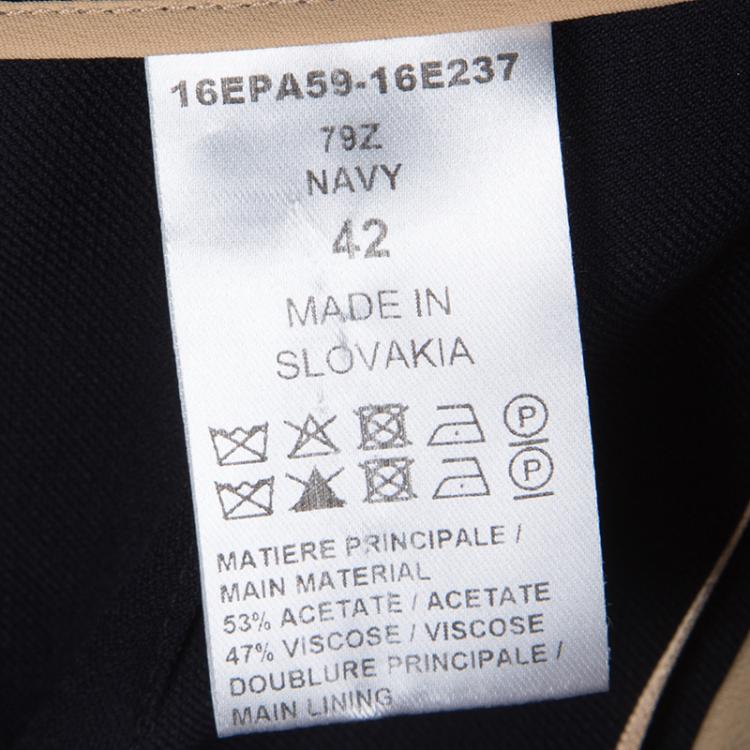 16EPA59-16E237
79Z
NAVY
42
MADE IN
SLOVAKIA
P
P
MATIERE PRINCIPALE /
MAIN MATERIAL
53% ACETATE / ACETATE
47% VISCOSE / VISCOSE
DOUBLURE PRINCIPALE /
MAIN LINING